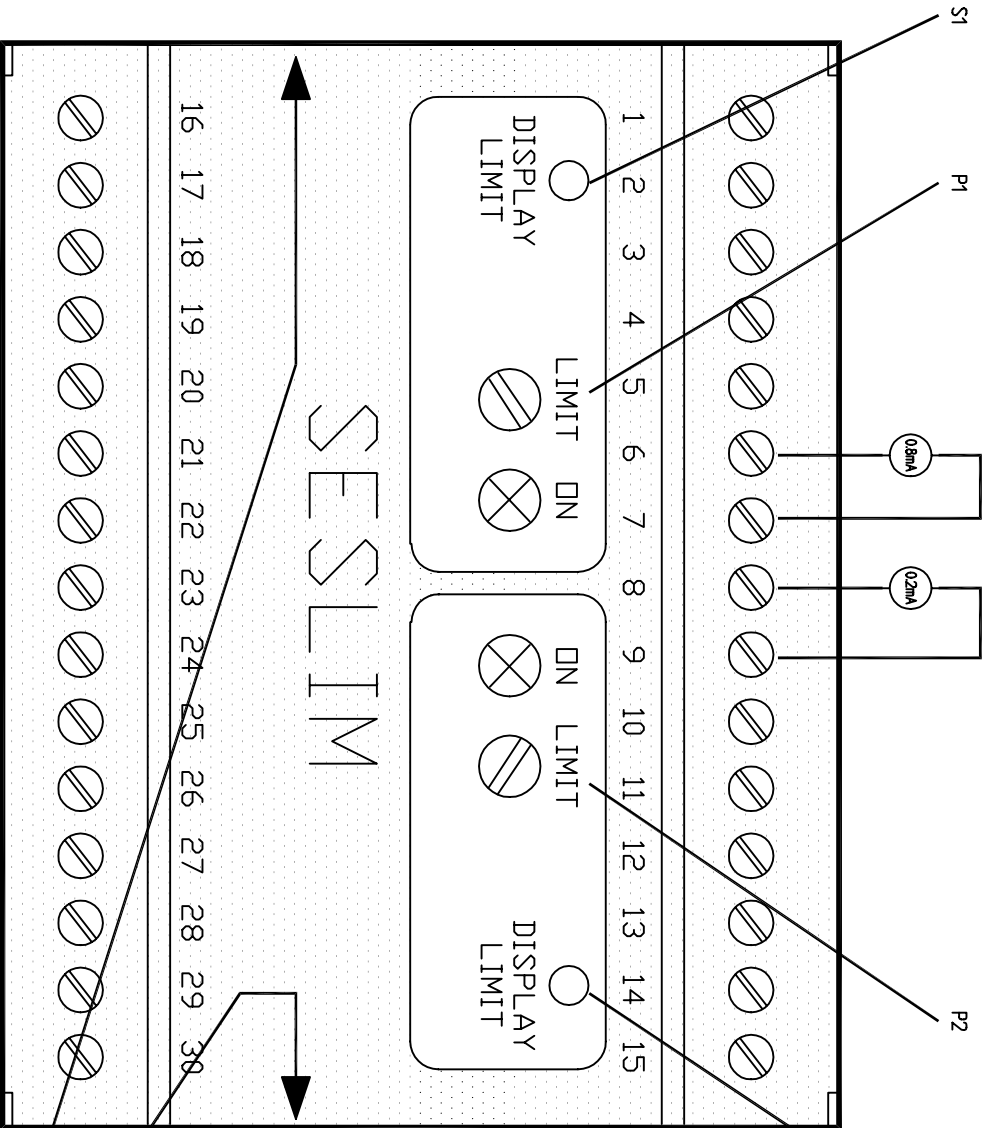 S1
P1
0.8mA
0.2mA
P2
1 2 3 4 5 6 7 8 9 10 11 12 13 14 15
DISPLAY
LIMIT
LIMIT
ON
ON
LIMIT
DISPLAY
LIMIT
SESLIM
16 17 18 19 20 21 22 23 24 25 26 27 28 29 30